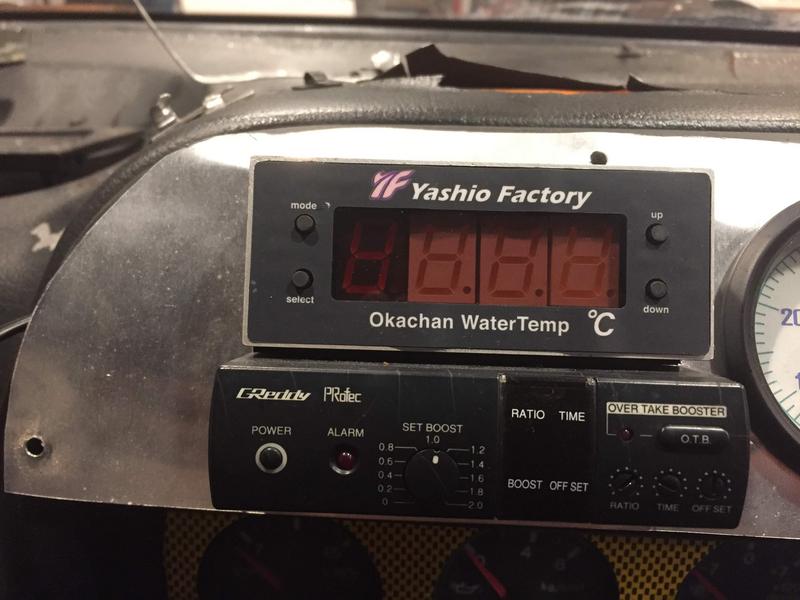 YF Yashio Factory
mode
up
select
down
Okachan WaterTemp °C
GReddy PRofec
POWER
ALARM
SET BOOST
1.0
0.8 1.2
0.6 1.4
0.4 1.6
0.2 1.8
0 2.0
RATIO TIME
BOOST OFF SET
OVER TAKE BOOSTER
O.T.B.
RATIO TIME OFF SET